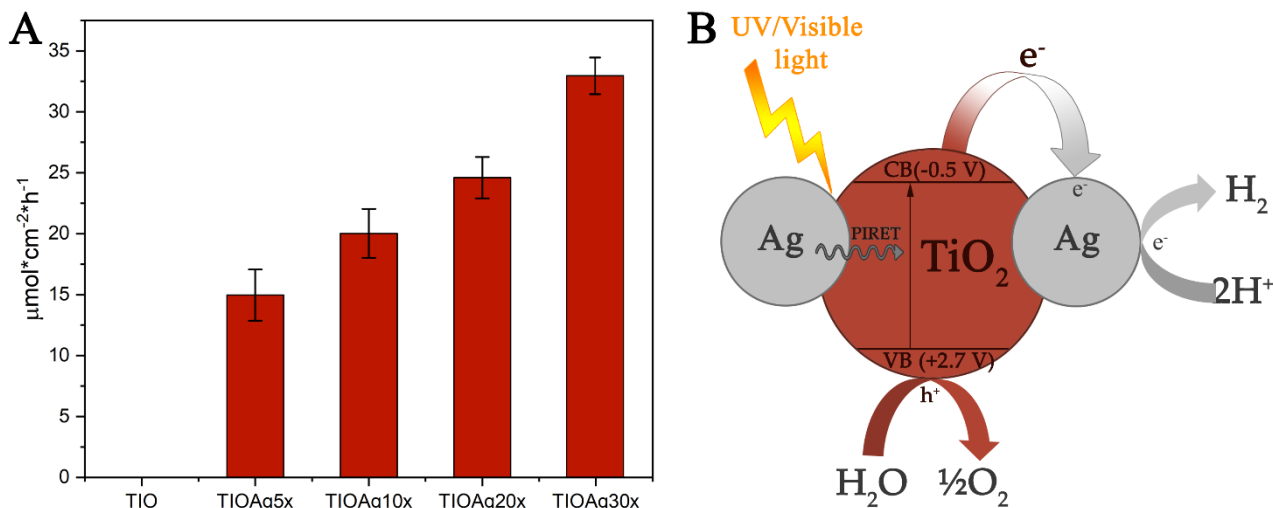 A
μmol*cm⁻²*h⁻¹
35
30
25
20
15
10
5
0
TIO
TIOAg5x
TIOAg10x
TIOAg20x
TIOAg30x
B
UV/Visible
light
e⁻
CB(-0.5 V)
Ag
PIRET
TiO₂
e⁻
Ag
e⁻
H₂
2H⁺
VB (+2.7 V)
h⁺
H₂O
½O₂